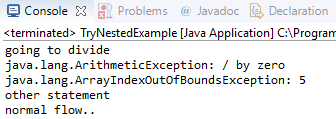 Console Problems @ Javadoc Declaration
<terminated> TryNestedExample [Java Application] C:\Program
going to divide
java.lang.ArithmeticException: / by zero
java.lang.ArrayIndexOutOfBoundsException: 5
other statement
normal flow..